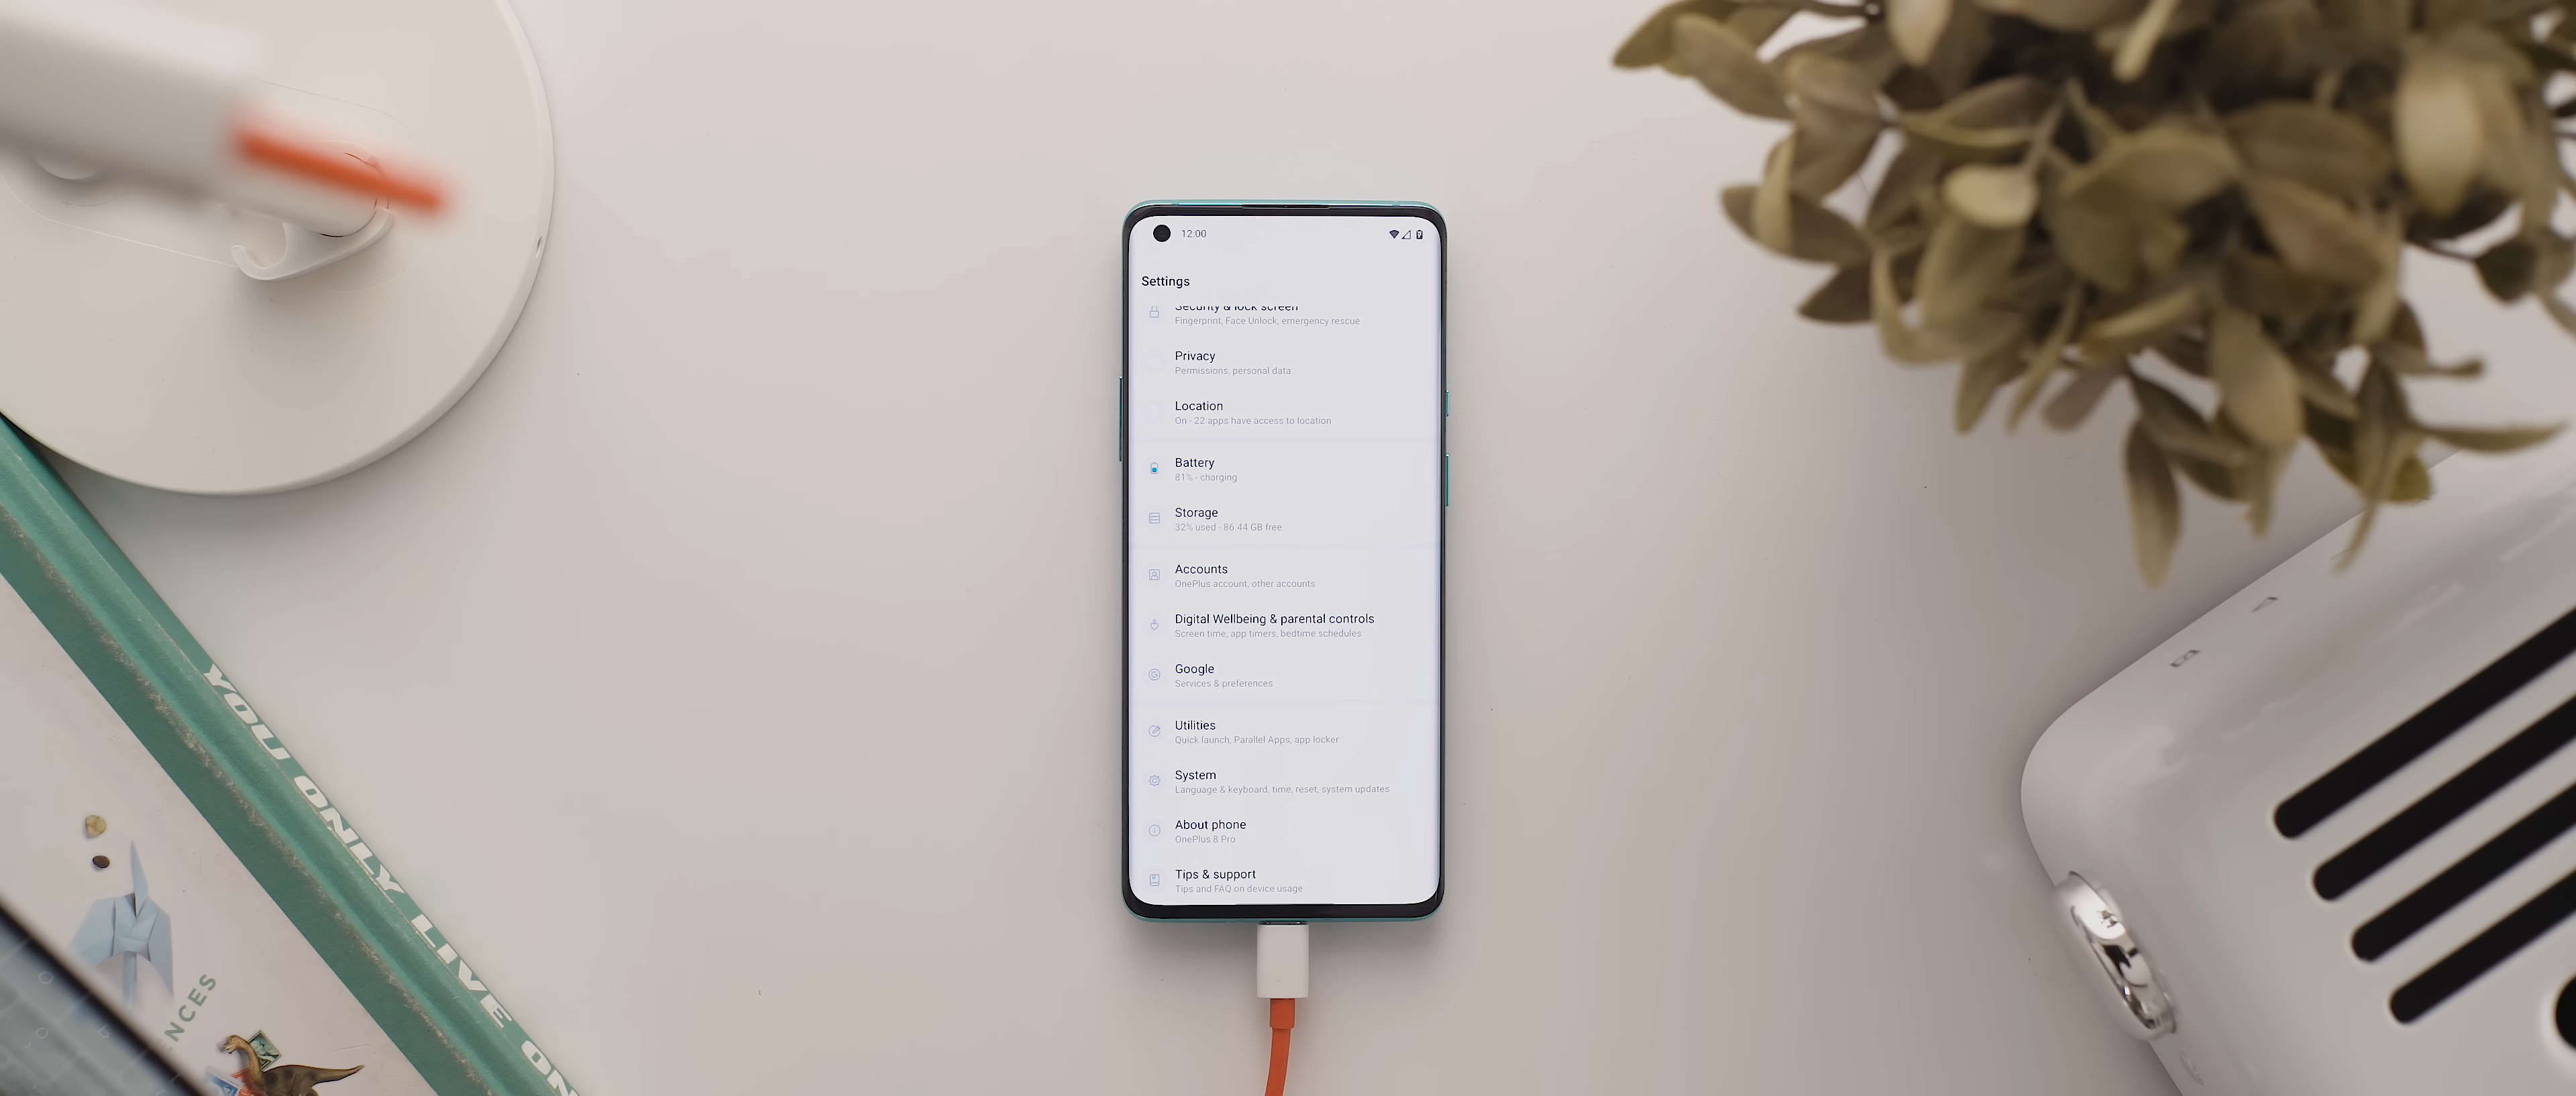 12:00
Settings
Security & lock screen
Fingerprint, Face Unlock, emergency rescue
Privacy
Permissions, personal data
Location
On - 22 apps have access to location
Battery
81% - charging
Storage
32% used - 86.44 GB free
Accounts
OnePlus account, other accounts
Digital Wellbeing & parental controls
Screen time, app timers, bedtime schedules
Google
Services & preferences
Utilities
Quick launch, Parallel Apps, app locker
System
Language & keyboard, time, reset, system updates
About phone
OnePlus 8 Pro
Tips & support
Tips and FAQ on device usage
YOU ONLY LIVE ON
NCES